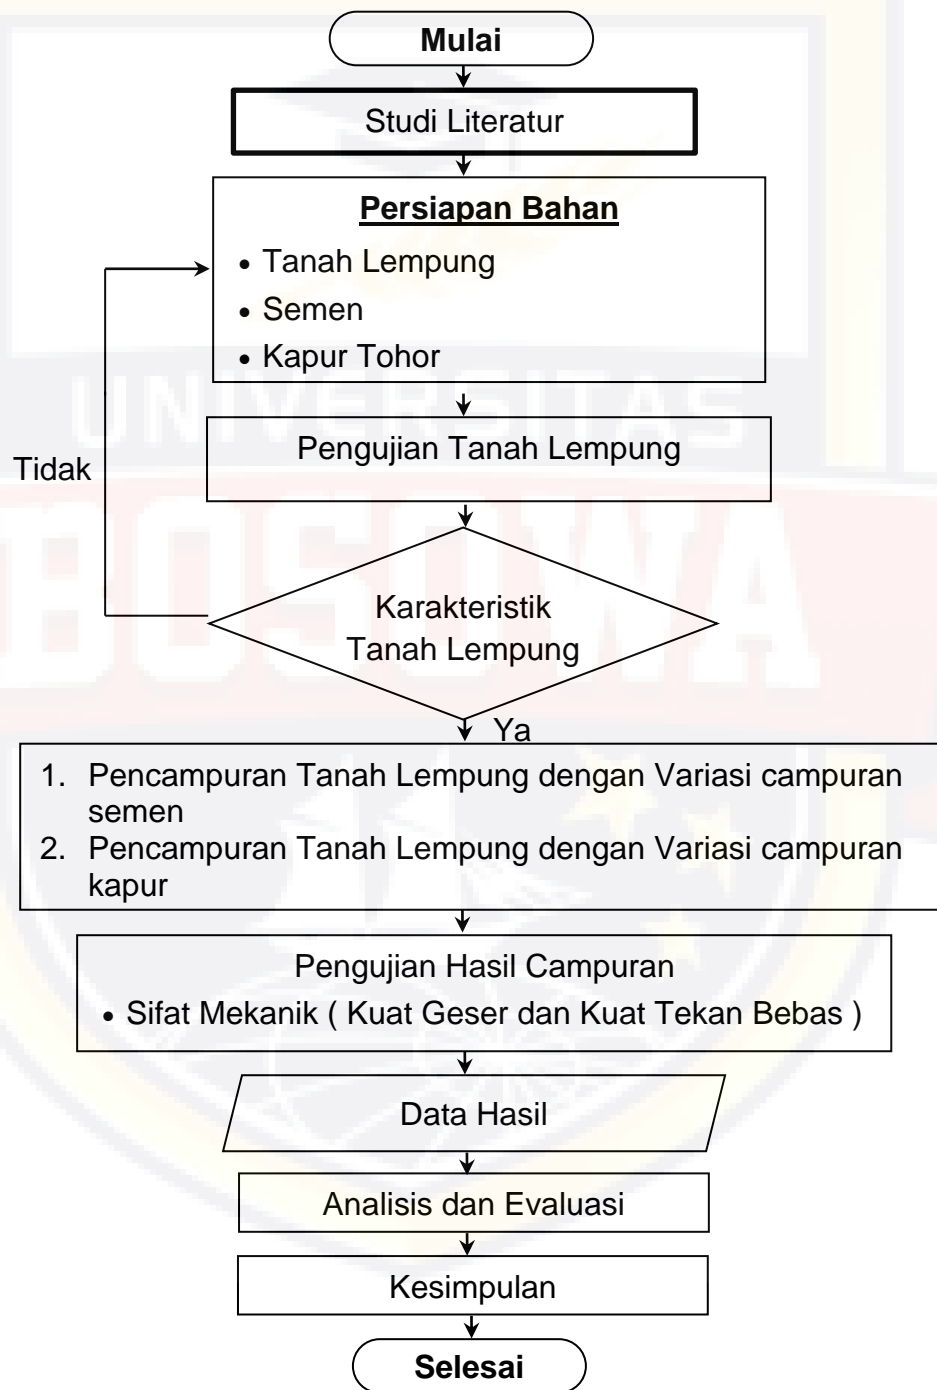 Mulai
Studi Literatur
Persiapan Bahan
• Tanah Lempung
• Semen
• Kapur Tohor
UNIVERSITAS
Pengujian Tanah Lempung
Tidak
BOSOWA
Karakteristik
Tanah Lempung
Ya
1. Pencampuran Tanah Lempung dengan Variasi campuran
semen
2. Pencampuran Tanah Lempung dengan Variasi campuran
kapur
Pengujian Hasil Campuran
• Sifat Mekanik ( Kuat Geser dan Kuat Tekan Bebas )
Data Hasil
Analisis dan Evaluasi
Kesimpulan
Selesai